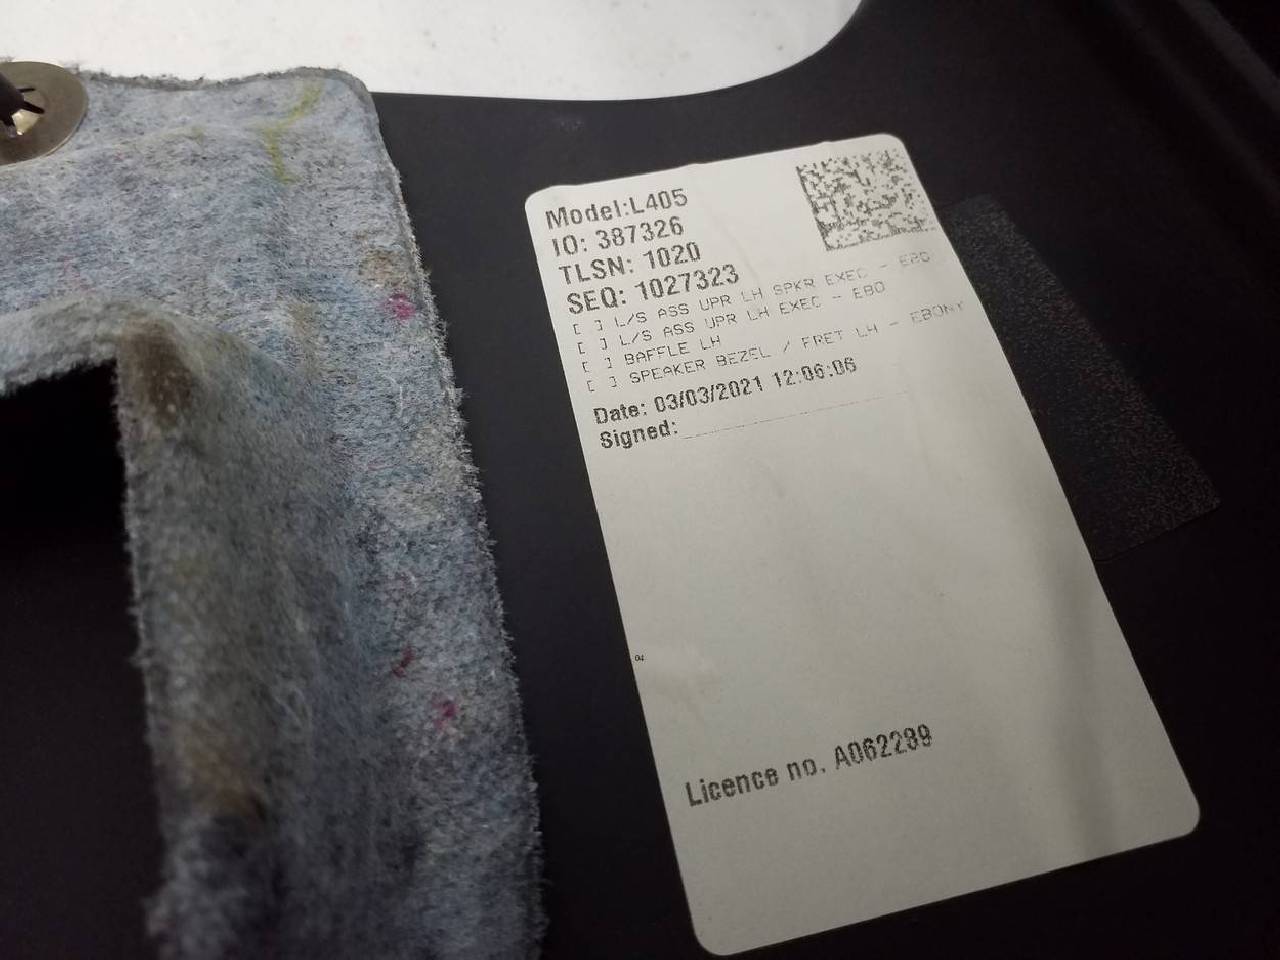 Model:L405
IO: 387326
TLSN: 1020
SEQ: 1027323
[ ] L/S ASS UPR LH SPKR EXEC - EBO
[ ] L/S ASS UPR LH EXEC - EBO
[ ] BAFFLE LH
[ ] SPEAKER BEZEL / FRET LH - EBONY
Date: 03/03/2021 12:06:06
Signed:
Licence no. A062289